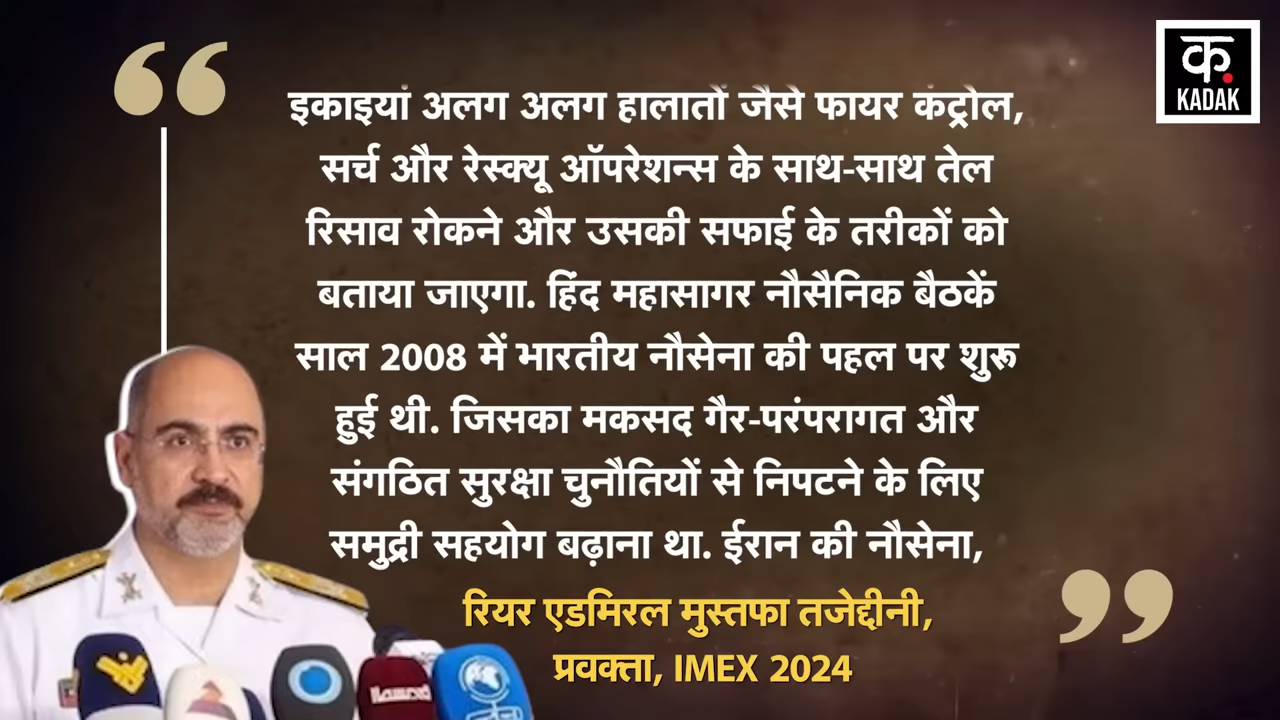 क
KADAK
इकाइयां अलग अलग हालातों जैसे फायर कंट्रोल,
सर्च और रेस्क्यू ऑपरेशन्स के साथ-साथ तेल
रिसाव रोकने और उसकी सफाई के तरीकों को
बताया जाएगा. हिंद महासागर नौसैनिक बैठकें
साल 2008 में भारतीय नौसेना की पहल पर शुरू
हुई थी. जिसका मकसद गैर-परंपरागत और
संगठित सुरक्षा चुनौतियों से निपटने के लिए
समुद्री सहयोग बढ़ाना था. ईरान की नौसेना,
रियर एडमिरल मुस्तफा तजेद्दीनी,
प्रवक्ता, IMEX 2024